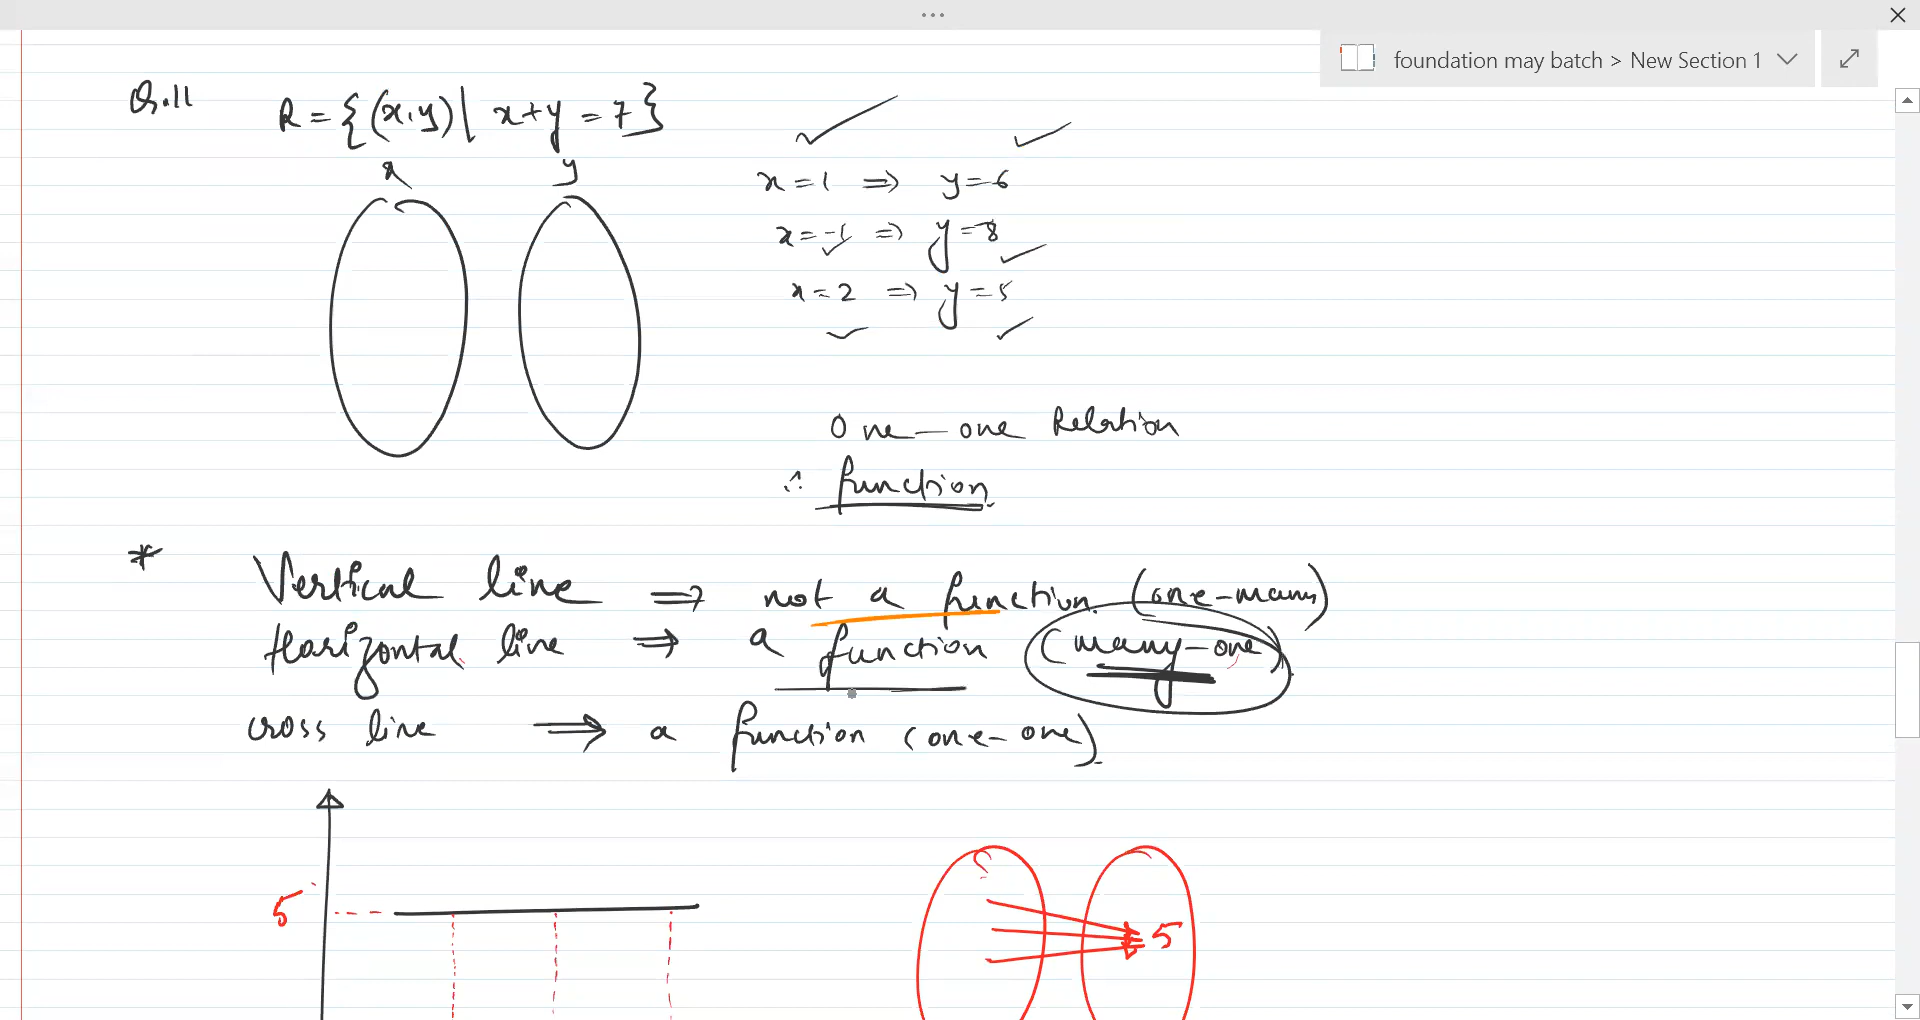 foundation may batch > New Section 1
Q.11 R = {(x,y) | x+y = 7}
x y
x = 1 ⇒ y = 6
x = -1 ⇒ y = 8
x = 2 ⇒ y = 5
One - one Relation
∴ function.
* Vertical line ⇒ not a function. (one-many)
Horizontal line ⇒ a function (many-one)
cross line ⇒ a function (one-one).
5
5